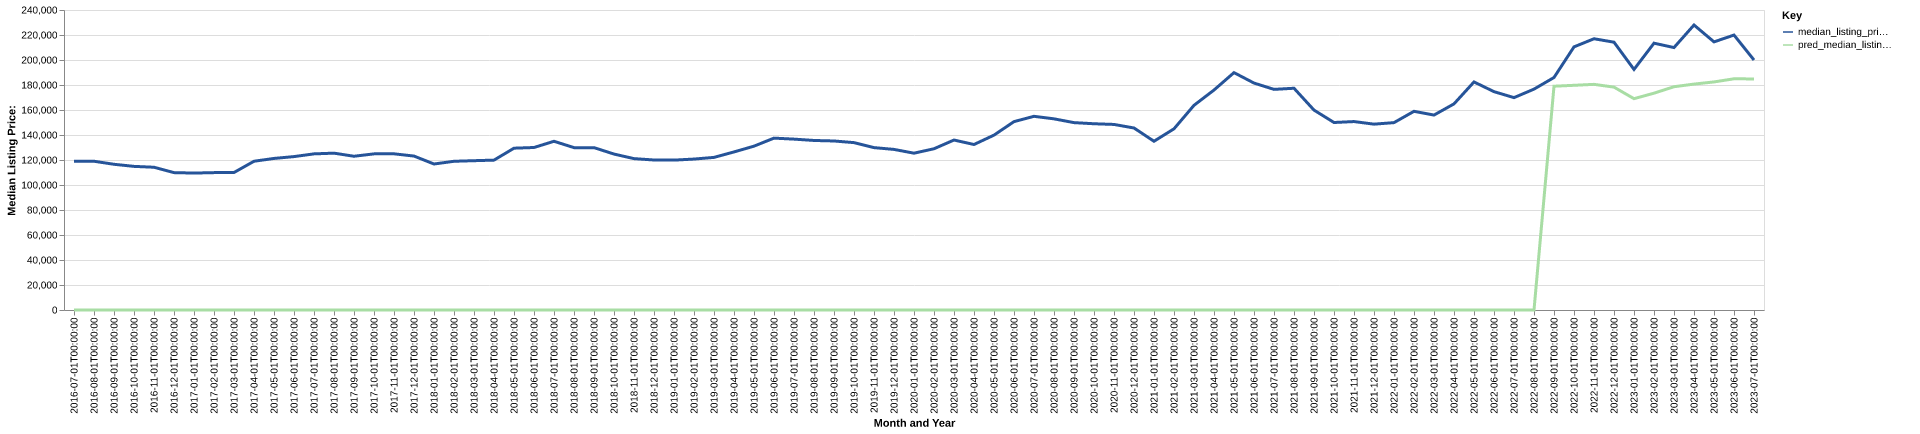 240,000
220,000
200,000
180,000
160,000
140,000
120,000
100,000
80,000
60,000
40,000
20,000
0
Median Listing Price:
2016-07-01T00:00:00
2016-08-01T00:00:00
2016-09-01T00:00:00
2016-10-01T00:00:00
2016-11-01T00:00:00
2016-12-01T00:00:00
2017-01-01T00:00:00
2017-02-01T00:00:00
2017-03-01T00:00:00
2017-04-01T00:00:00
2017-05-01T00:00:00
2017-06-01T00:00:00
2017-07-01T00:00:00
2017-08-01T00:00:00
2017-09-01T00:00:00
2017-10-01T00:00:00
2017-11-01T00:00:00
2017-12-01T00:00:00
2018-01-01T00:00:00
2018-02-01T00:00:00
2018-03-01T00:00:00
2018-04-01T00:00:00
2018-05-01T00:00:00
2018-06-01T00:00:00
2018-07-01T00:00:00
2018-08-01T00:00:00
2018-09-01T00:00:00
2018-10-01T00:00:00
2018-11-01T00:00:00
2018-12-01T00:00:00
2019-01-01T00:00:00
2019-02-01T00:00:00
2019-03-01T00:00:00
2019-04-01T00:00:00
2019-05-01T00:00:00
2019-06-01T00:00:00
2019-07-01T00:00:00
2019-08-01T00:00:00
2019-09-01T00:00:00
2019-10-01T00:00:00
2019-11-01T00:00:00
2019-12-01T00:00:00
2020-01-01T00:00:00
2020-02-01T00:00:00
2020-03-01T00:00:00
2020-04-01T00:00:00
2020-05-01T00:00:00
2020-06-01T00:00:00
2020-07-01T00:00:00
2020-08-01T00:00:00
2020-09-01T00:00:00
2020-10-01T00:00:00
2020-11-01T00:00:00
2020-12-01T00:00:00
2021-01-01T00:00:00
2021-02-01T00:00:00
2021-03-01T00:00:00
2021-04-01T00:00:00
2021-05-01T00:00:00
2021-06-01T00:00:00
2021-07-01T00:00:00
2021-08-01T00:00:00
2021-09-01T00:00:00
2021-10-01T00:00:00
2021-11-01T00:00:00
2021-12-01T00:00:00
2022-01-01T00:00:00
2022-02-01T00:00:00
2022-03-01T00:00:00
2022-04-01T00:00:00
2022-05-01T00:00:00
2022-06-01T00:00:00
2022-07-01T00:00:00
2022-08-01T00:00:00
2022-09-01T00:00:00
2022-10-01T00:00:00
2022-11-01T00:00:00
2022-12-01T00:00:00
2023-01-01T00:00:00
2023-02-01T00:00:00
2023-03-01T00:00:00
2023-04-01T00:00:00
2023-05-01T00:00:00
2023-06-01T00:00:00
2023-07-01T00:00:00
Month and Year
Key
median_listing_pri…
pred_median_listin…